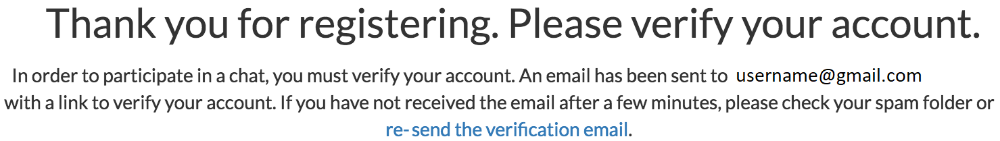 Thank you for registering. Please verify your account.
In order to participate in a chat, you must verify your account. An email has been sent to username@gmail.com
with a link to verify your account. If you have not received the email after a few minutes, please check your spam folder or
re-send the verification email.